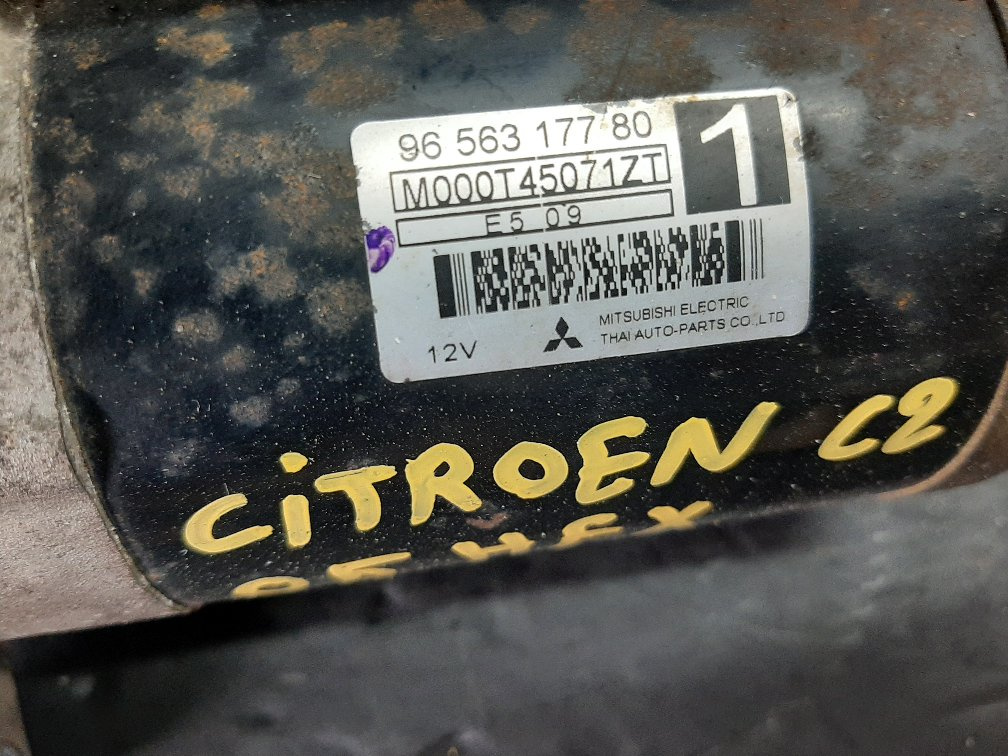 96 563 177 80
1
M000T45071ZT
E5 09
MITSUBISHI ELECTRIC
THAI AUTO-PARTS CO.,LTD
12V
CiTROEN C2